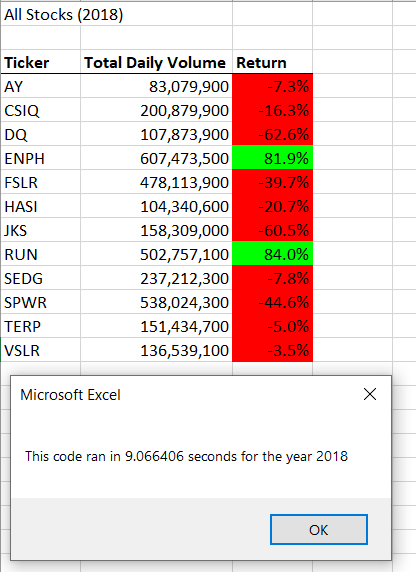 All Stocks (2018)
Ticker Total Daily Volume Return
AY 83,079,900 -7.3%
CSIQ 200,879,900 -16.3%
DQ 107,873,900 -62.6%
ENPH 607,473,500 81.9%
FSLR 478,113,900 -39.7%
HASI 104,340,600 -20.7%
JKS 158,309,000 -60.5%
RUN 502,757,100 84.0%
SEDG 237,212,300 -7.8%
SPWR 538,024,300 -44.6%
TERP 151,434,700 -5.0%
VSLR 136,539,100 -3.5%
Microsoft Excel
This code ran in 9.066406 seconds for the year 2018
OK